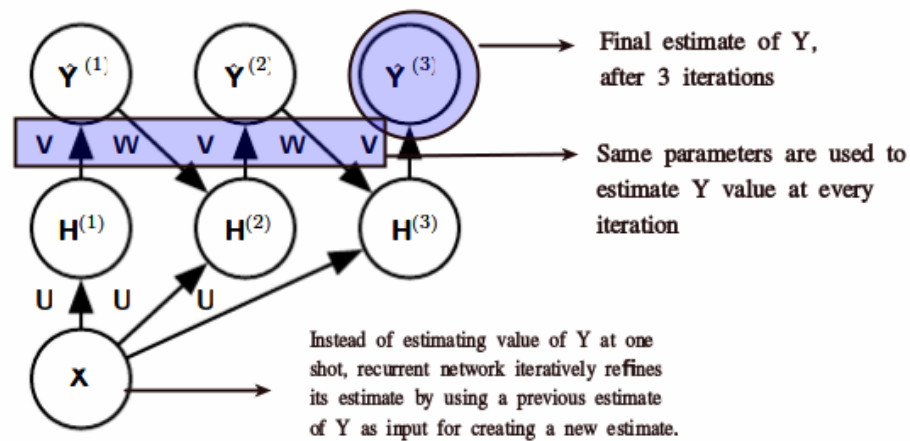 Ŷ(1) Ŷ(2) Ŷ(3)
Final estimate of Y,
after 3 iterations
V W V W V
Same parameters are used to
estimate Y value at every
iteration
H(1) H(2) H(3)
U U U
X
Instead of estimating value of Y at one
shot, recurrent network iteratively refines
its estimate by using a previous estimate
of Y as input for creating a new estimate.